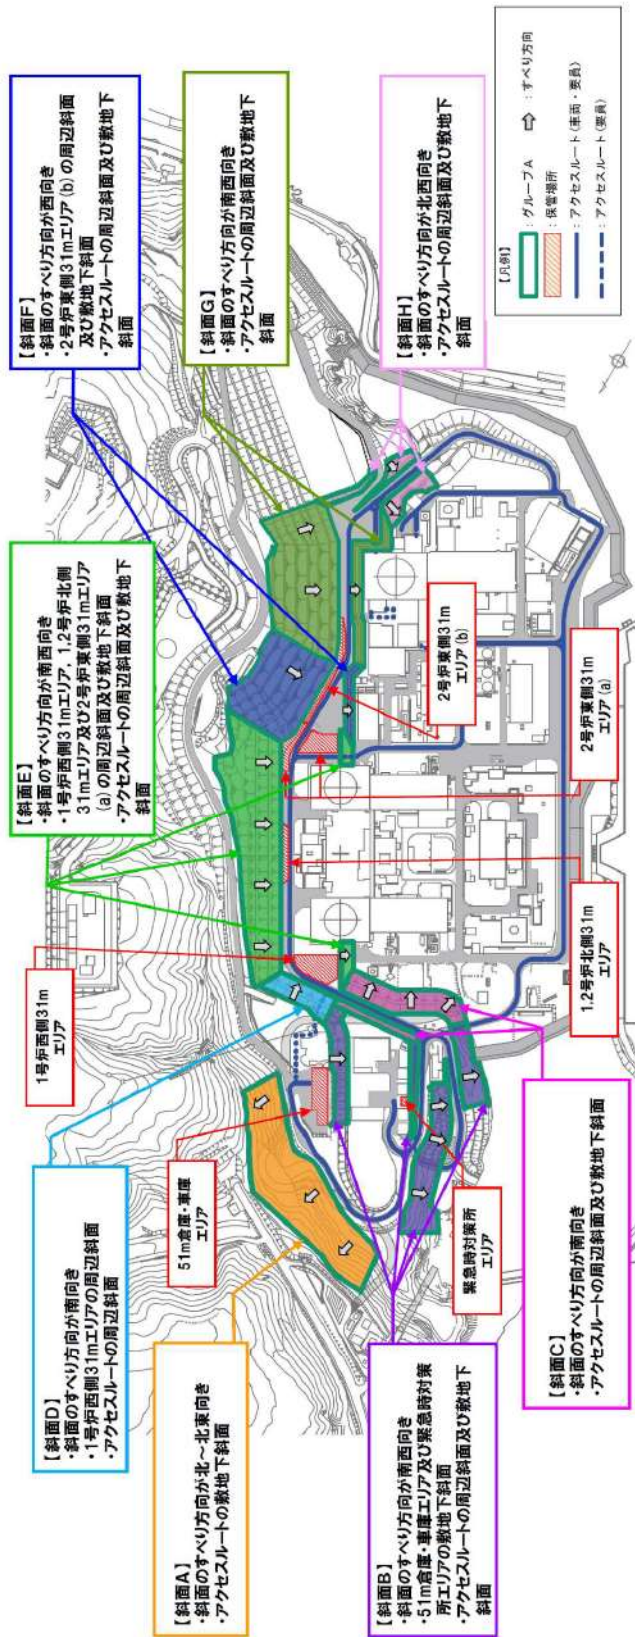 【斜面A】
・斜面のすべり方向が北～北東向き
・アクセスルートの敷地下斜面
【斜面D】
・斜面のすべり方向が南向き
・1号炉西側31mエリアの周辺斜面
・アクセスルートの周辺斜面
51m倉庫・車庫
エリア
1号炉西側31m
エリア
【斜面E】
・斜面のすべり方向が南西向き
・1号炉西側31mエリア，1,2号炉北側
31mエリア及び2号炉東側31mエリア
(a)の周辺斜面及び敷地下斜面
・アクセスルートの周辺斜面及び敷地下
斜面
【斜面F】
・斜面のすべり方向が西向き
・2号炉東側31mエリア(b)の周辺斜面
及び敷地下斜面
・アクセスルートの周辺斜面及び敷地下
斜面
【斜面G】
・斜面のすべり方向が南西向き
・アクセスルートの周辺斜面及び敷地下
斜面
【斜面H】
・斜面のすべり方向が北西向き
・アクセスルートの周辺斜面及び敷地下
斜面
【斜面B】
・斜面のすべり方向が南西向き
・51m倉庫・車庫エリア及び緊急時対策
所エリアの敷地下斜面
・アクセスルートの周辺斜面及び敷地下
斜面
緊急時対策所
エリア
【斜面C】
・斜面のすべり方向が南向き
・アクセスルートの周辺斜面及び敷地下斜面
1,2号炉北側31m
エリア
2号炉東側31m
エリア(a)
2号炉東側31m
エリア(b)
【凡例】
：グループA
：すべり方向
：保管場所
：アクセスルート(車両・要員)
：アクセスルート(要員)